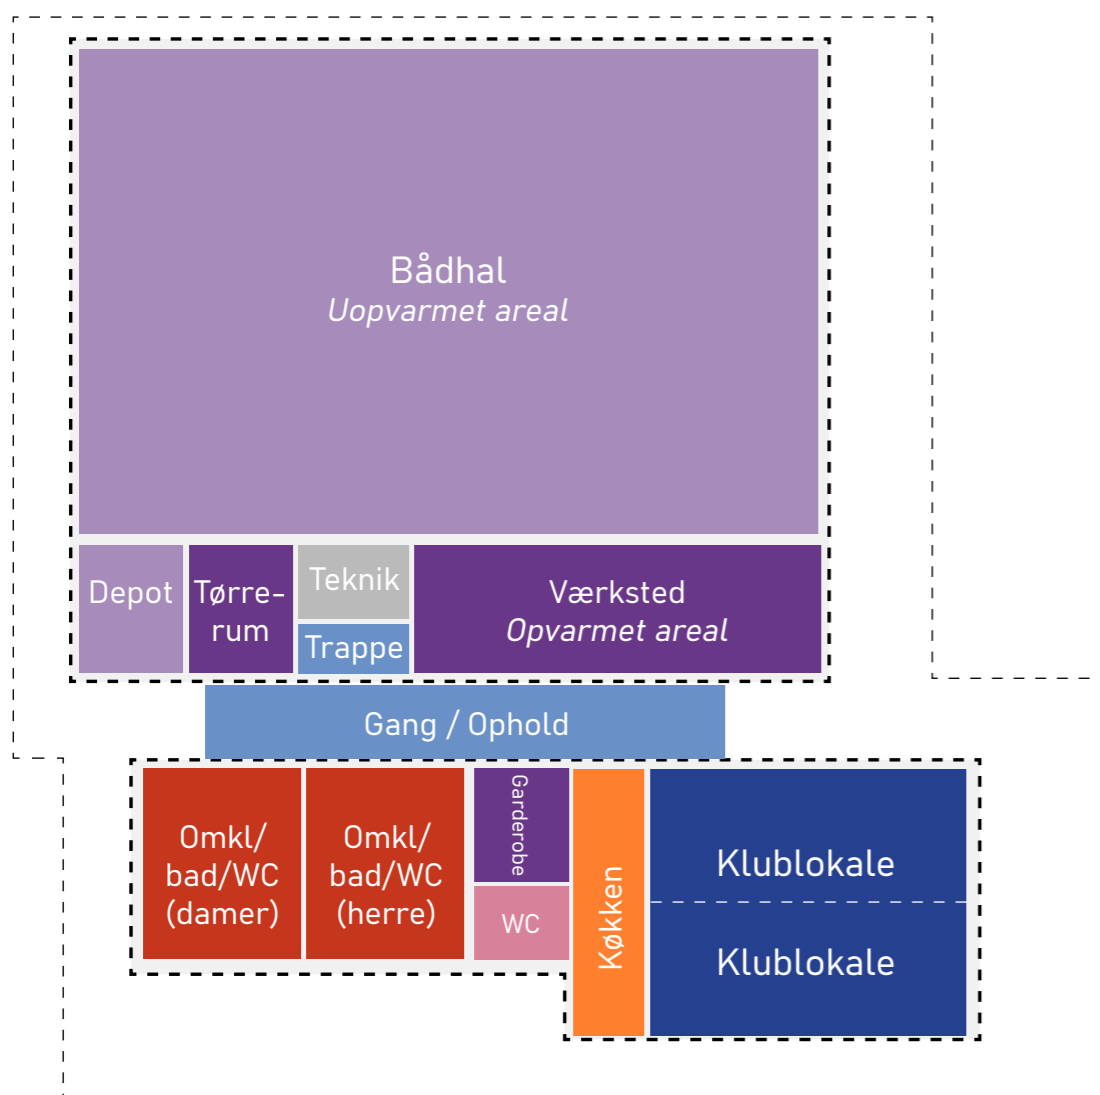 Bådhal
Uopvarmet areal
Depot
Tørre-
rum
Teknik
Trappe
Værksted
Opvarmet areal
Gang / Ophold
Omkl/
bad/WC
(damer)
Omkl/
bad/WC
(herre)
Garderobe
WC
Køkken
Klublokale
Klublokale